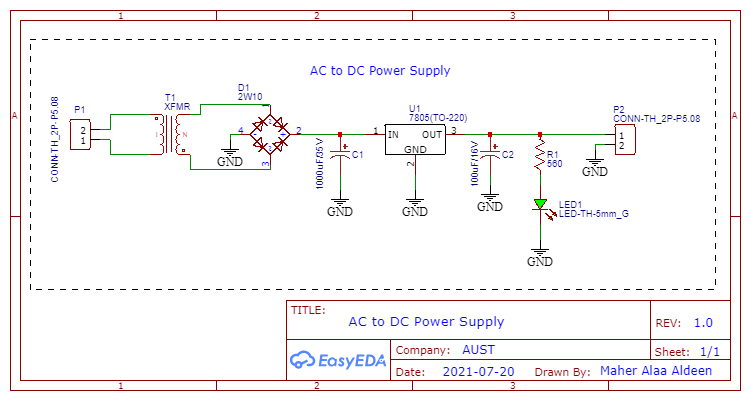 1 2 3
A A
AC to DC Power Supply
CONN-TH_2P-P5.08
P1
2
1
T1
XFMR
1 N
D1
2W10
4 - + 2
1
1
3
GND
1000uF/35V
C1
GND
U1
7805(TO-220)
1 IN OUT 3
GND
2
GND
100uF/16V
C2
GND
R1
560
LED1
LED-TH-5mm_G
GND
P2
CONN-TH_2P-P5.08
1
2
GND
TITLE:
AC to DC Power Supply
REV: 1.0
EasyEDA
Company: AUST
Sheet: 1/1
Date: 2021-07-20 Drawn By: Maher Alaa Aldeen
1 2 3